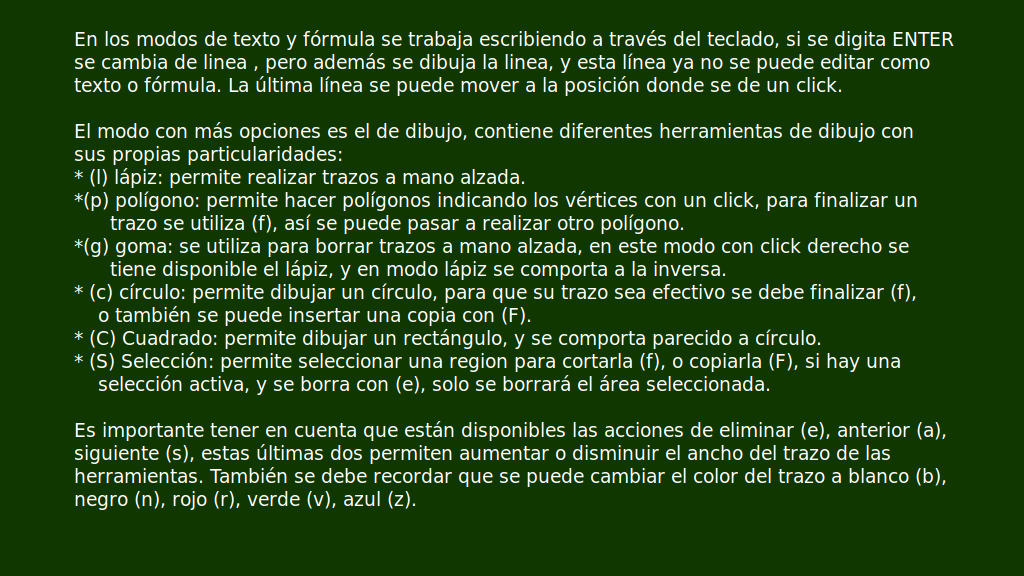 En los modos de texto y fórmula se trabaja escribiendo a través del teclado, si se digita ENTER
se cambia de linea , pero además se dibuja la linea, y esta línea ya no se puede editar como
texto o fórmula. La última línea se puede mover a la posición donde se de un click.
El modo con más opciones es el de dibujo, contiene diferentes herramientas de dibujo con
sus propias particularidades:
* (l) lápiz: permite realizar trazos a mano alzada.
*(p) polígono: permite hacer polígonos indicando los vértices con un click, para finalizar un
trazo se utiliza (f), así se puede pasar a realizar otro polígono.
*(g) goma: se utiliza para borrar trazos a mano alzada, en este modo con click derecho se
tiene disponible el lápiz, y en modo lápiz se comporta a la inversa.
* (c) círculo: permite dibujar un círculo, para que su trazo sea efectivo se debe finalizar (f),
o también se puede insertar una copia con (F).
* (C) Cuadrado: permite dibujar un rectángulo, y se comporta parecido a círculo.
* (S) Selección: permite seleccionar una region para cortarla (f), o copiarla (F), si hay una
selección activa, y se borra con (e), solo se borrará el área seleccionada.
Es importante tener en cuenta que están disponibles las acciones de eliminar (e), anterior (a),
siguiente (s), estas últimas dos permiten aumentar o disminuir el ancho del trazo de las
herramientas. También se debe recordar que se puede cambiar el color del trazo a blanco (b),
negro (n), rojo (r), verde (v), azul (z).